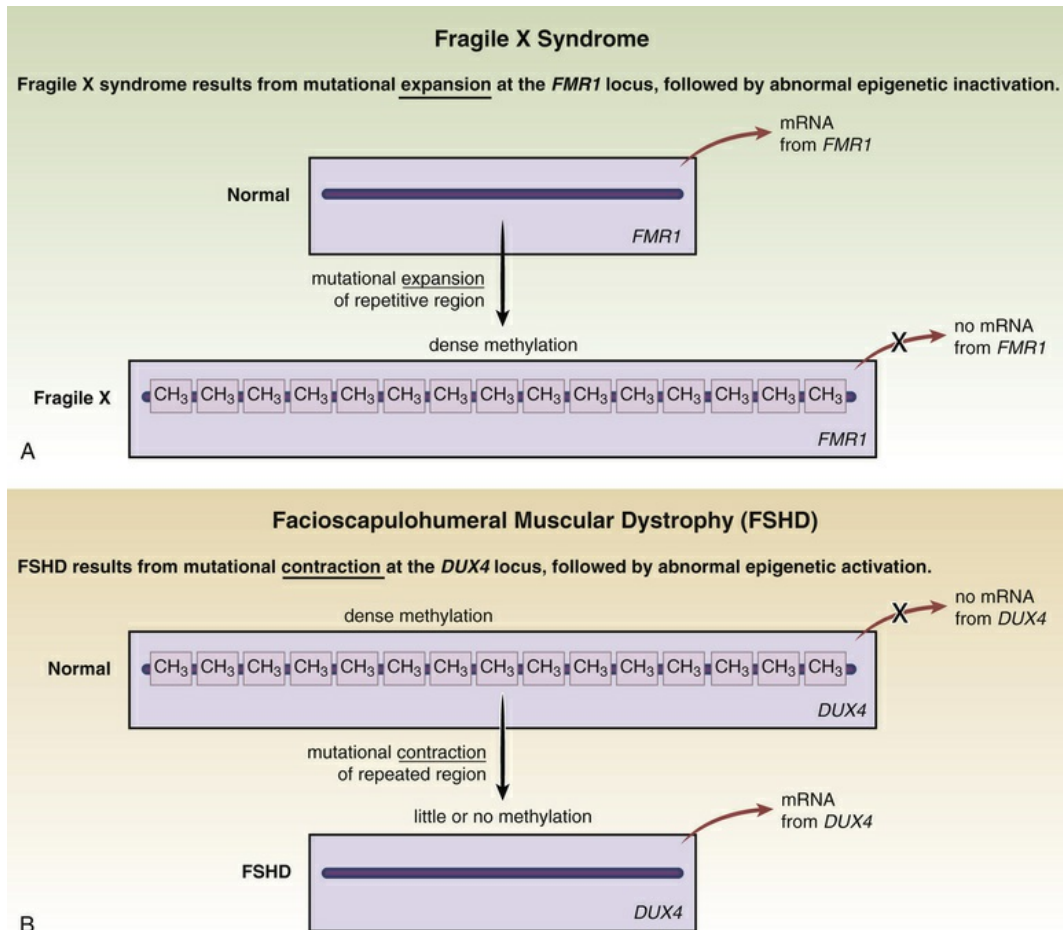 Fragile X Syndrome
Fragile X syndrome results from mutational expansion at the FMR1 locus, followed by abnormal epigenetic inactivation.
mRNA
from FMR1
Normal
FMR1
mutational expansion
of repetitive region
dense methylation
no mRNA
from FMR1
X
Fragile X
CH₃ CH₃ CH₃ CH₃ CH₃ CH₃ CH₃ CH₃ CH₃ CH₃ CH₃ CH₃ CH₃ CH₃ CH₃
FMR1
A
Facioscapulohumeral Muscular Dystrophy (FSHD)
FSHD results from mutational contraction at the DUX4 locus, followed by abnormal epigenetic activation.
dense methylation
no mRNA
from DUX4
X
Normal
CH₃ CH₃ CH₃ CH₃ CH₃ CH₃ CH₃ CH₃ CH₃ CH₃ CH₃ CH₃ CH₃ CH₃ CH₃
DUX4
mutational contraction
of repeated region
little or no methylation
mRNA
from DUX4
FSHD
DUX4
B